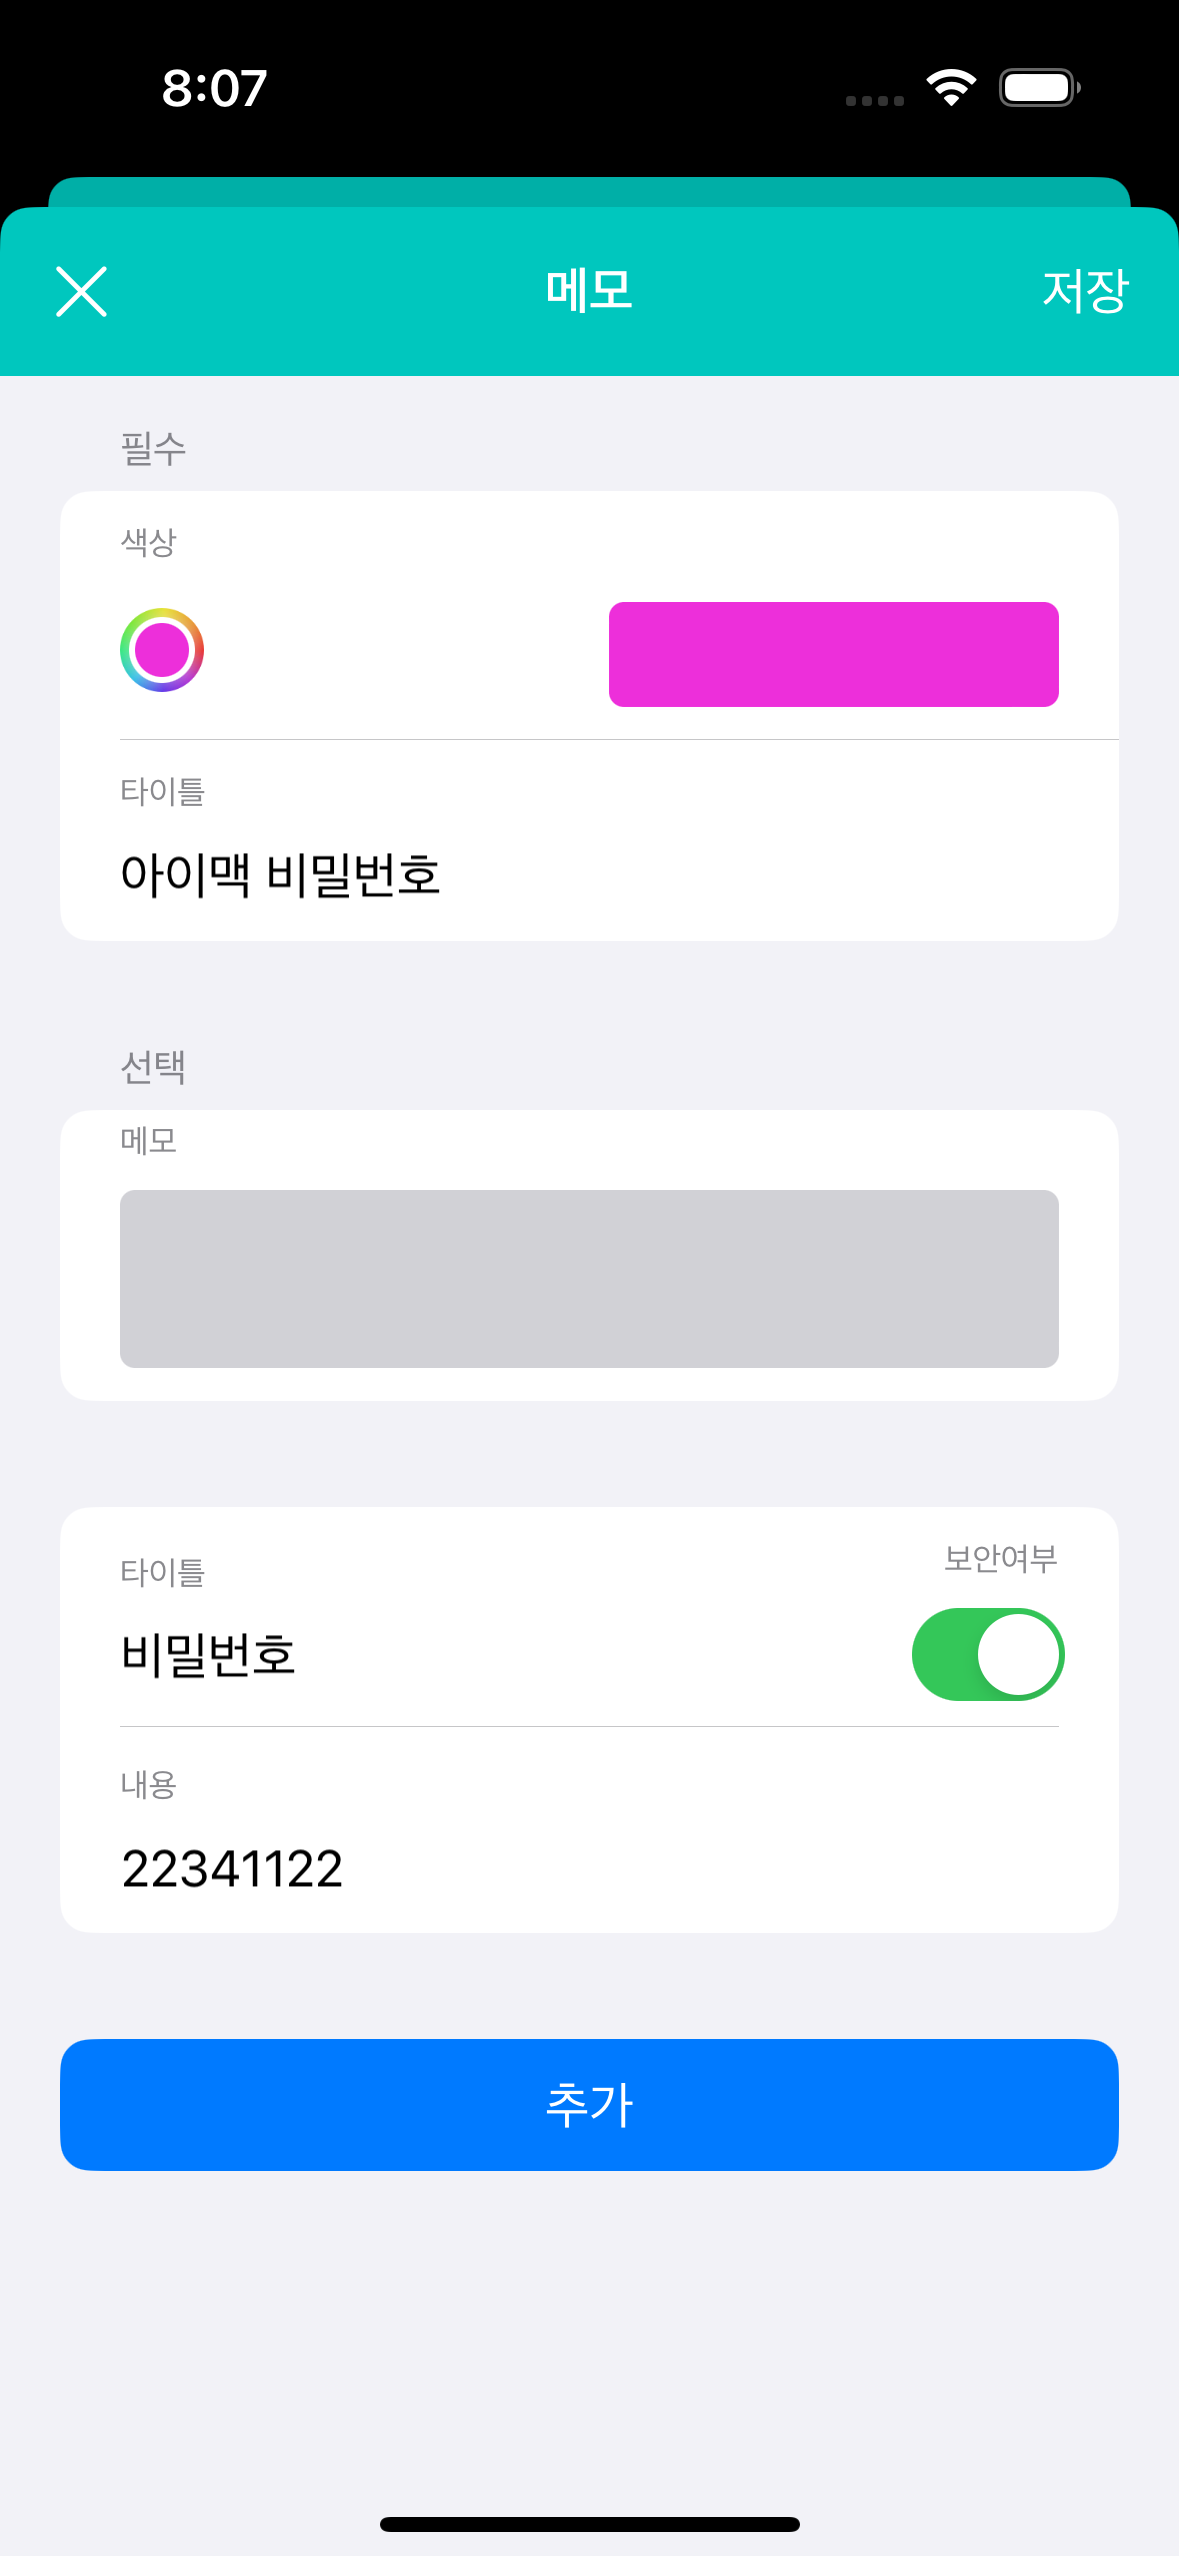 8:07
메모
저장
필수
색상
타이틀
아이맥 비밀번호
선택
메모
타이틀
보안여부
비밀번호
내용
22341122
추가